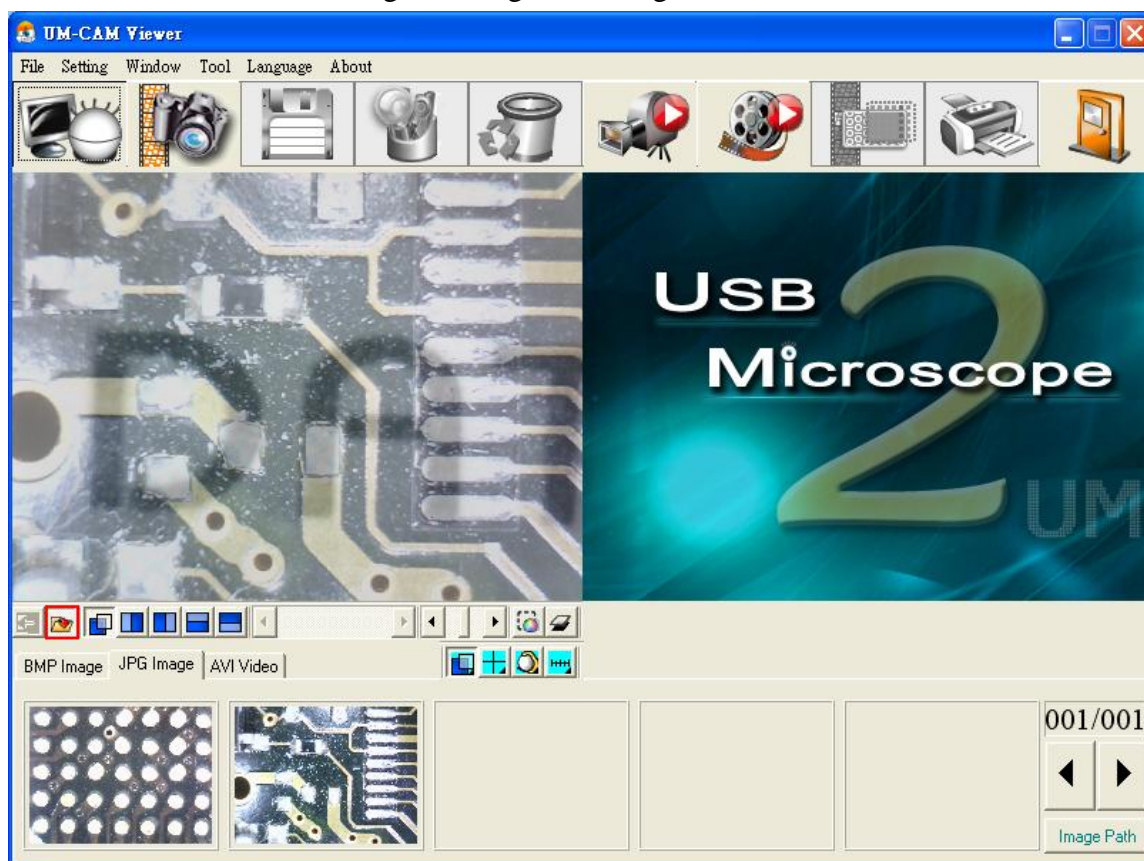 UM-CAM Viewer
File Setting Window Tool Language About
USB
Microscope
2
UM
BMP Image JPG Image AVI Video
001/001
Image Path